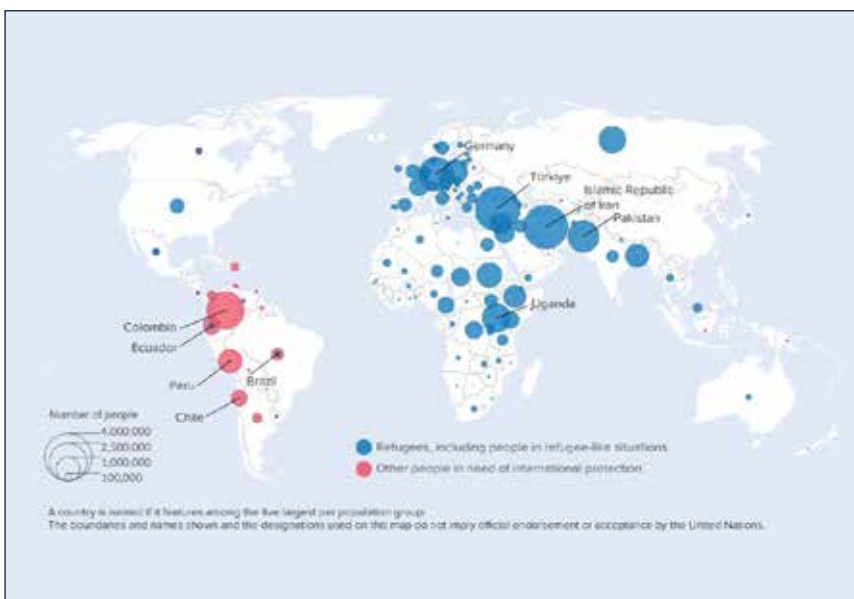 Germany
Türkiye
Islamic Republic
of Iran
Pakistan
Uganda
Colombia
Ecuador
Peru
Brazil
Chile
Number of people
4,000,000
2,500,000
1,000,000
100,000
Refugees, including people in refugee-like situations
Other people in need of international protection
A country is named if it features among the five largest per population group.
The boundaries and names shown and the designations used on this map do not imply official endorsement or acceptance by the United Nations.